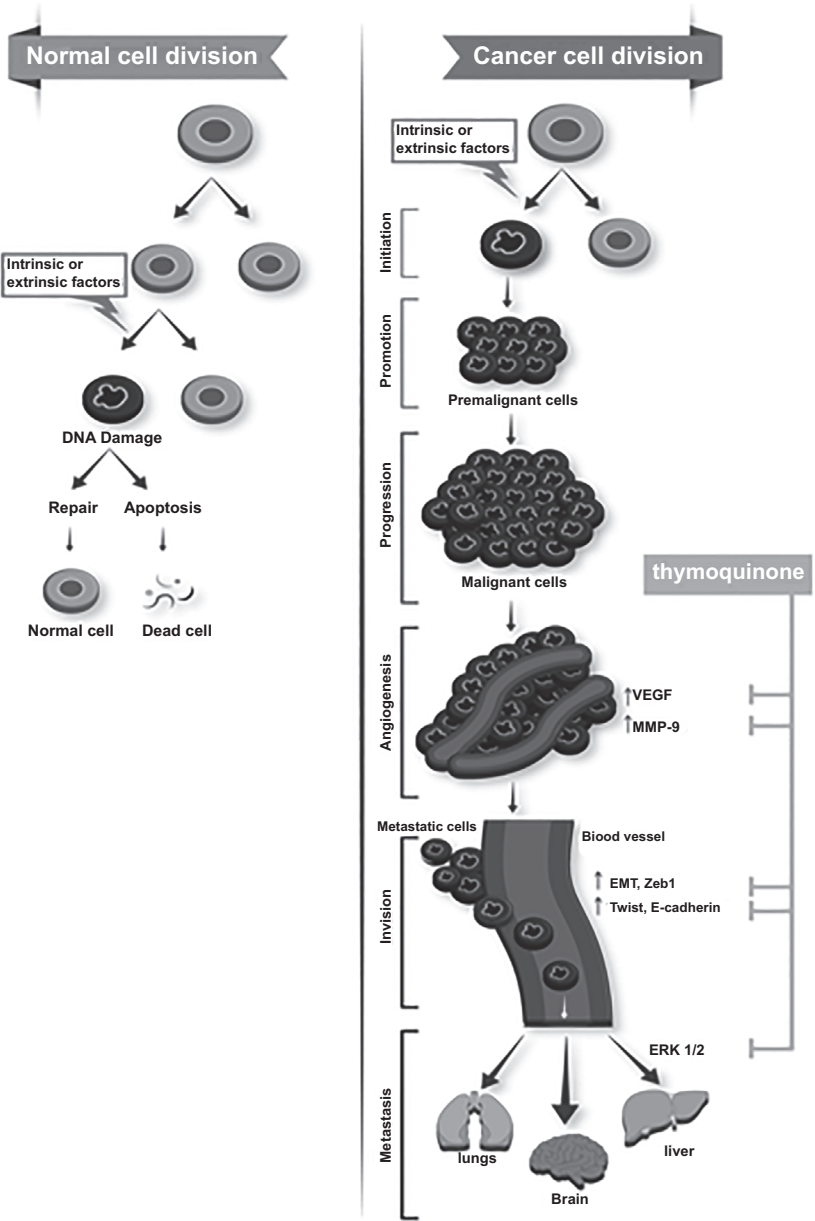 Normal cell division
Intrinsic or
extrinsic factors
DNA Damage
Repair
Apoptosis
Normal cell
Dead cell
Cancer cell division
Intrinsic or
extrinsic factors
Initiation
Promotion
Premalignant cells
Progression
Malignant cells
thymoquinone
Angiogenesis
↑VEGF
↑MMP-9
Metastatic cells
Biood vessel
Invision
↑ EMT, Zeb1
↑ Twist, E-cadherin
ERK 1/2
Metastasis
lungs
Brain
liver